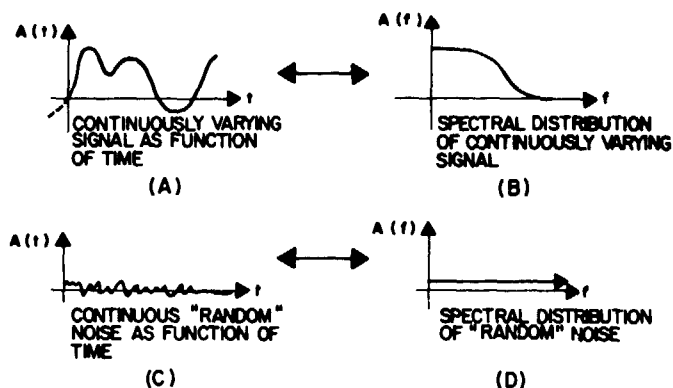 A(t)
t
CONTINUOUSLY VARYING
SIGNAL AS FUNCTION
OF TIME
(A)
A(f)
f
SPECTRAL DISTRIBUTION
OF CONTINUOUSLY VARYING
SIGNAL
(B)
A(t)
t
CONTINUOUS "RANDOM"
NOISE AS FUNCTION OF
TIME
(C)
A(f)
f
SPECTRAL DISTRIBUTION
OF "RANDOM" NOISE
(D)